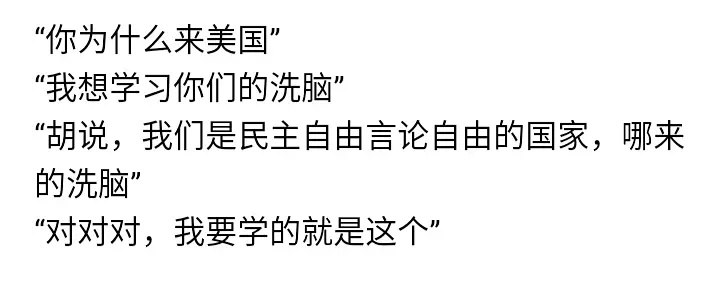 “你为什么来美国”
“我想学习你们的洗脑”
“胡说，我们是民主自由言论自由的国家，哪来
的洗脑”
“对对对，我要学的就是这个”